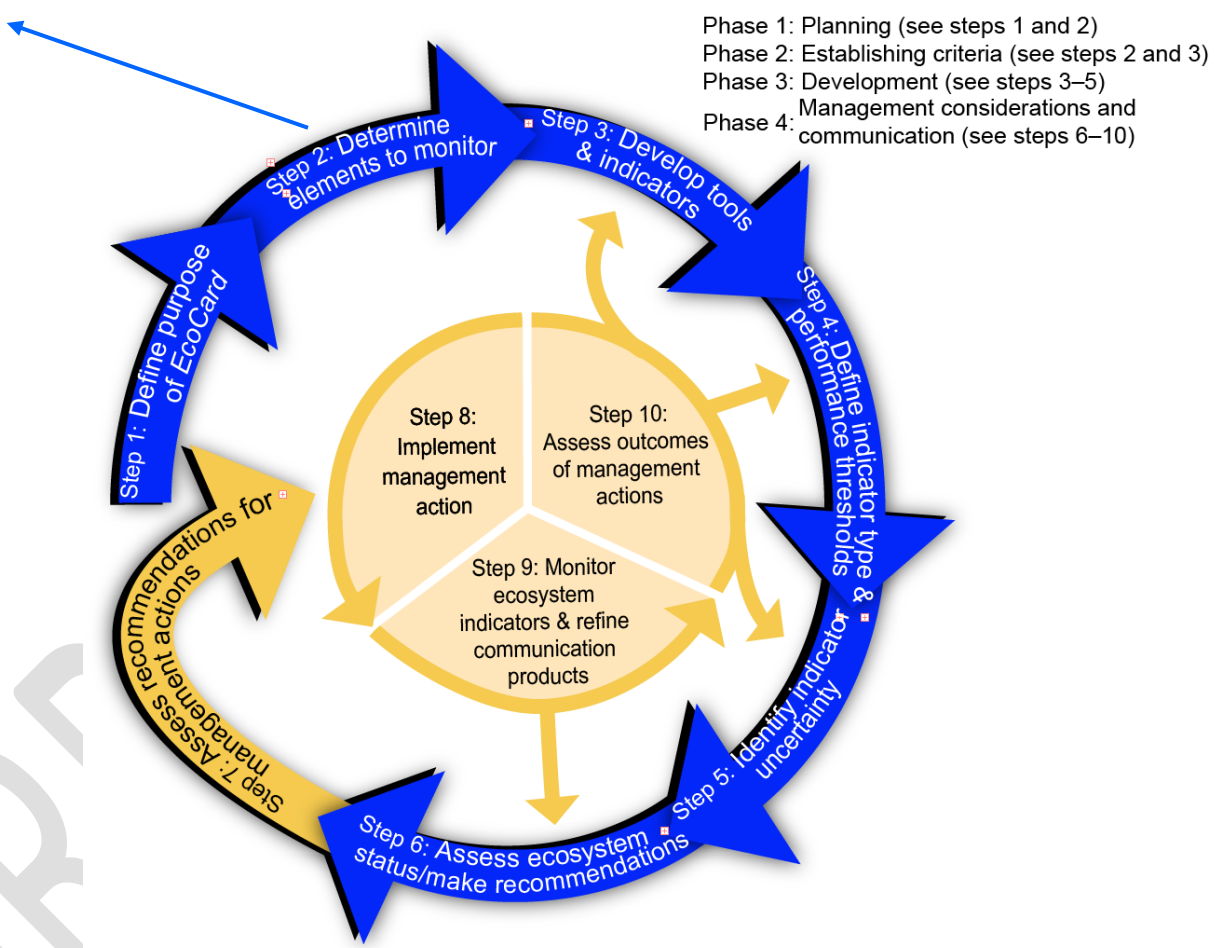 Phase 1: Planning (see steps 1 and 2)
Phase 2: Establishing criteria (see steps 2 and 3)
Phase 3: Development (see steps 3–5)
Phase 4: Management considerations and
communication (see steps 6–10)
Step 1: Define purpose
of EcoCard
Step 2: Determine
elements to monitor
Step 3: Develop tools
& indicators
Step 4: Define indicator type &
performance thresholds
Step 5: Identify indicator
uncertainty
Step 6: Assess ecosystem
status/make recommendations
Step 7: Assess recommendations for
management actions
Step 8:
Implement
management
action
Step 9: Monitor
ecosystem
indicators & refine
communication
products
Step 10:
Assess outcomes
of management
actions